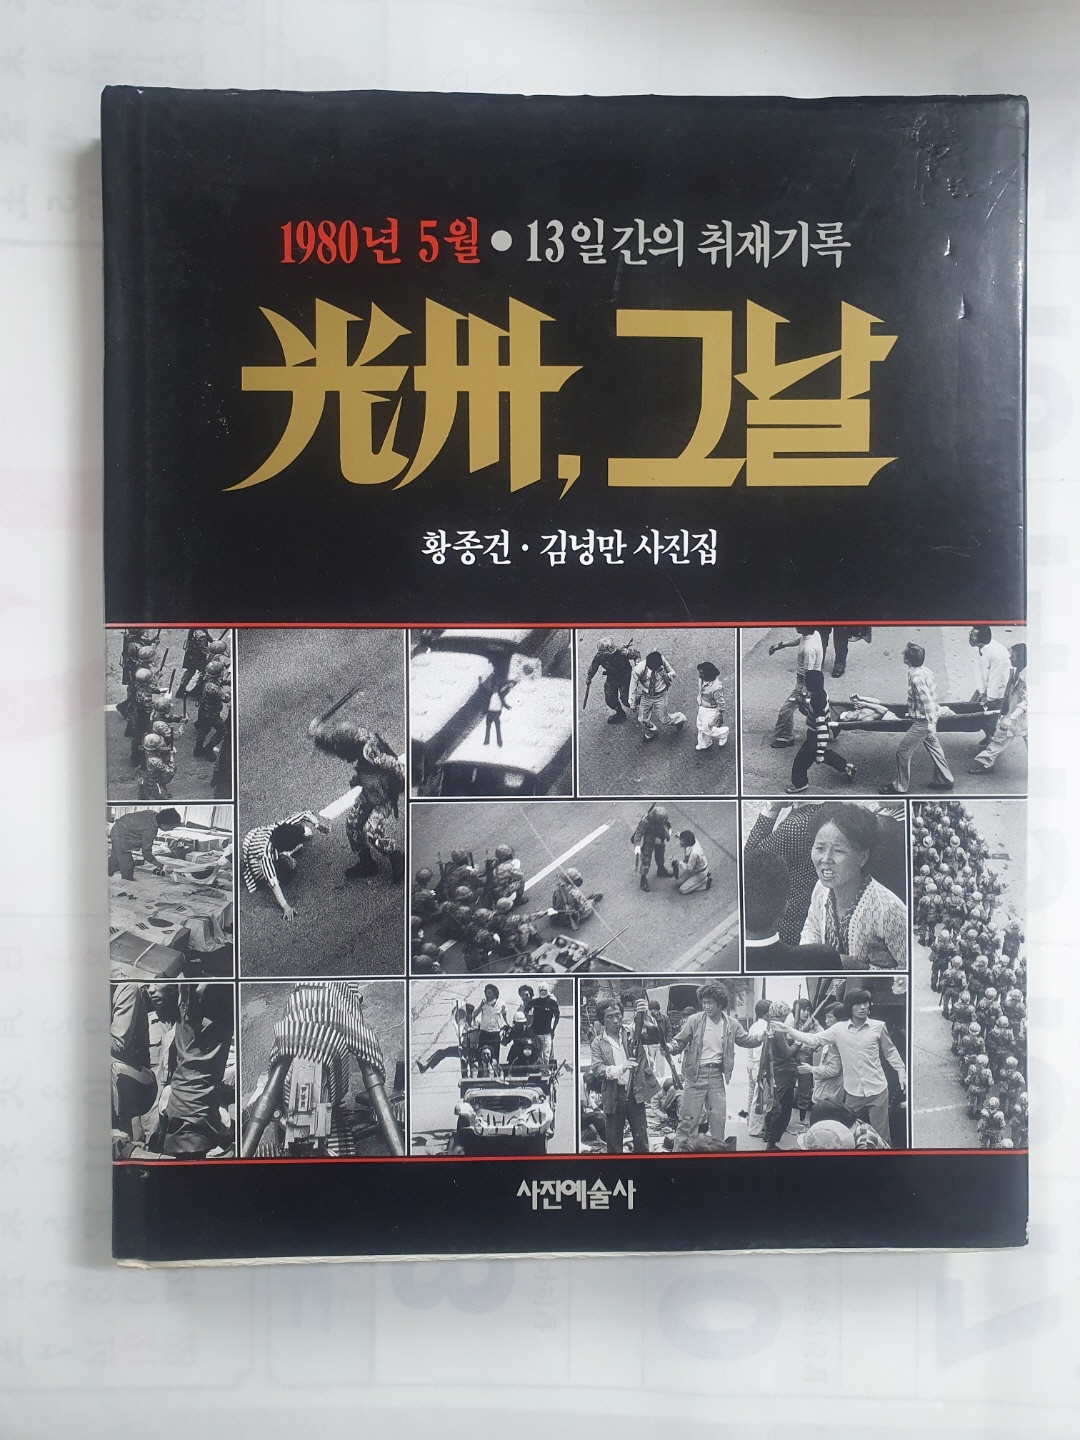 1980년 5월 ● 13일간의 취재기록
光州, 그날
황종건 · 김녕만 사진집
사진예술사